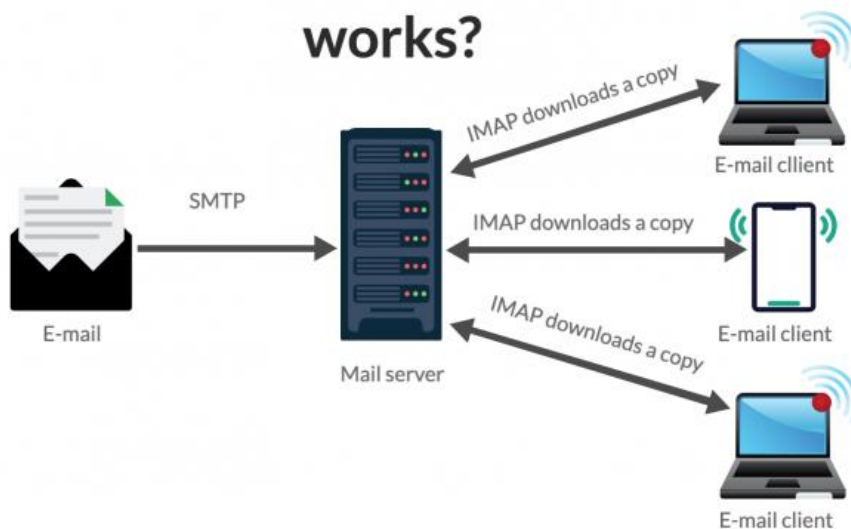 works?
IMAP downloads a copy
E-mail cllient
SMTP
IMAP downloads a copy
E-mail
E-mail client
IMAP downloads a copy
Mail server
E-mail client